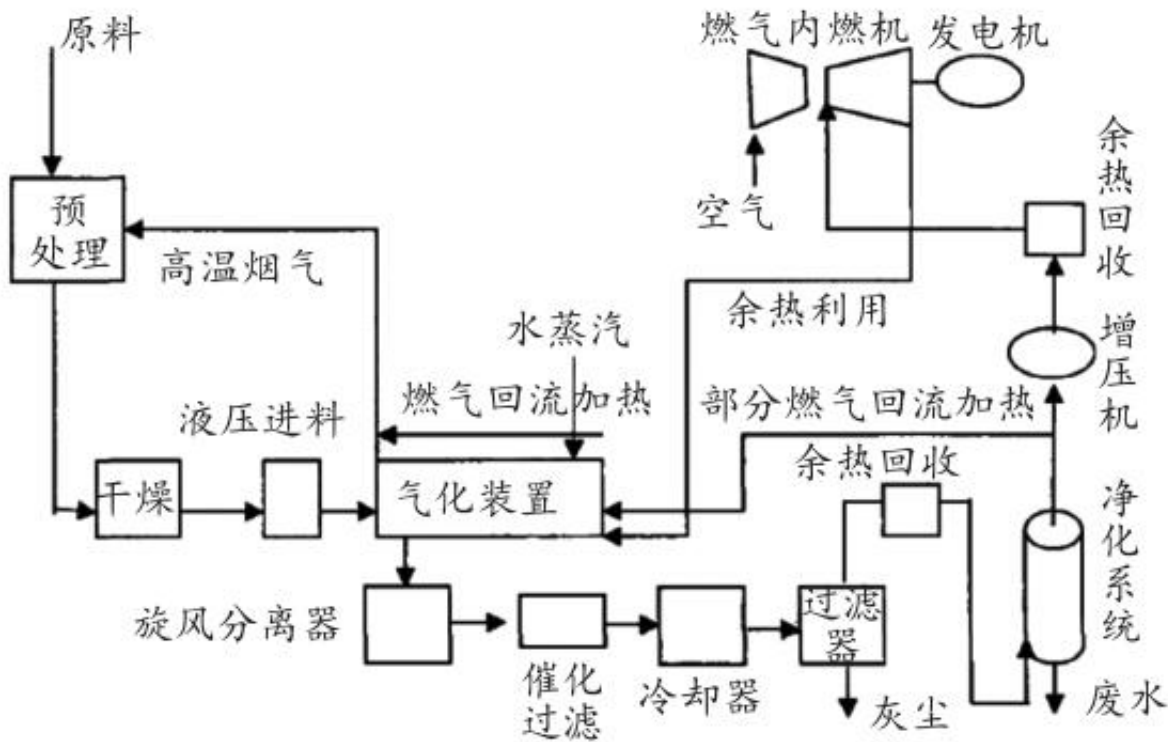 原料
燃气内燃机
发电机
预
处理
高温烟气
空气
余热回收
余热利用
水蒸汽
增压机
液压进料
燃气回流加热
部分燃气回流加热
余热回收
干燥
气化装置
净化系统
旋风分离器
催化
过滤
冷却器
过滤
器
灰尘
废水